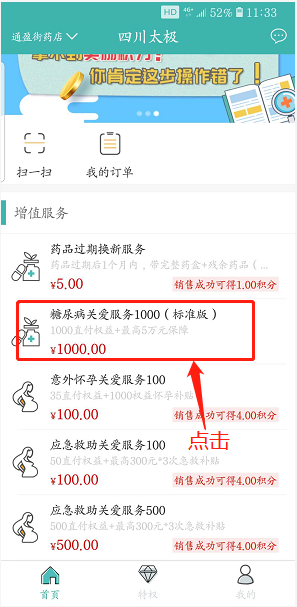 HD 4G 52% 11:33
通盈街药店 四川太极
你肯定这步操作错了！
扫一扫 我的订单
增值服务
药品过期换新服务
药品过期后1个月内，带完整药盒+残余药品（...
¥5.00 销售成功可得1.00积分
糖尿病关爱服务1000（标准版）
1000直付权益+最高5万元保障
¥1000.00
意外怀孕关爱服务100
35直付权益+1000权益怀孕补贴
¥100.00 销售成功可得4.00积分
点击
应急救助关爱服务100
50直付权益+最高300元*3次急救补贴
¥100.00 销售成功可得4.00积分
应急救助关爱服务500
500直付权益+最高300元*3次急救补贴
¥500.00 销售成功可得4.00积分
首页 特权 我的